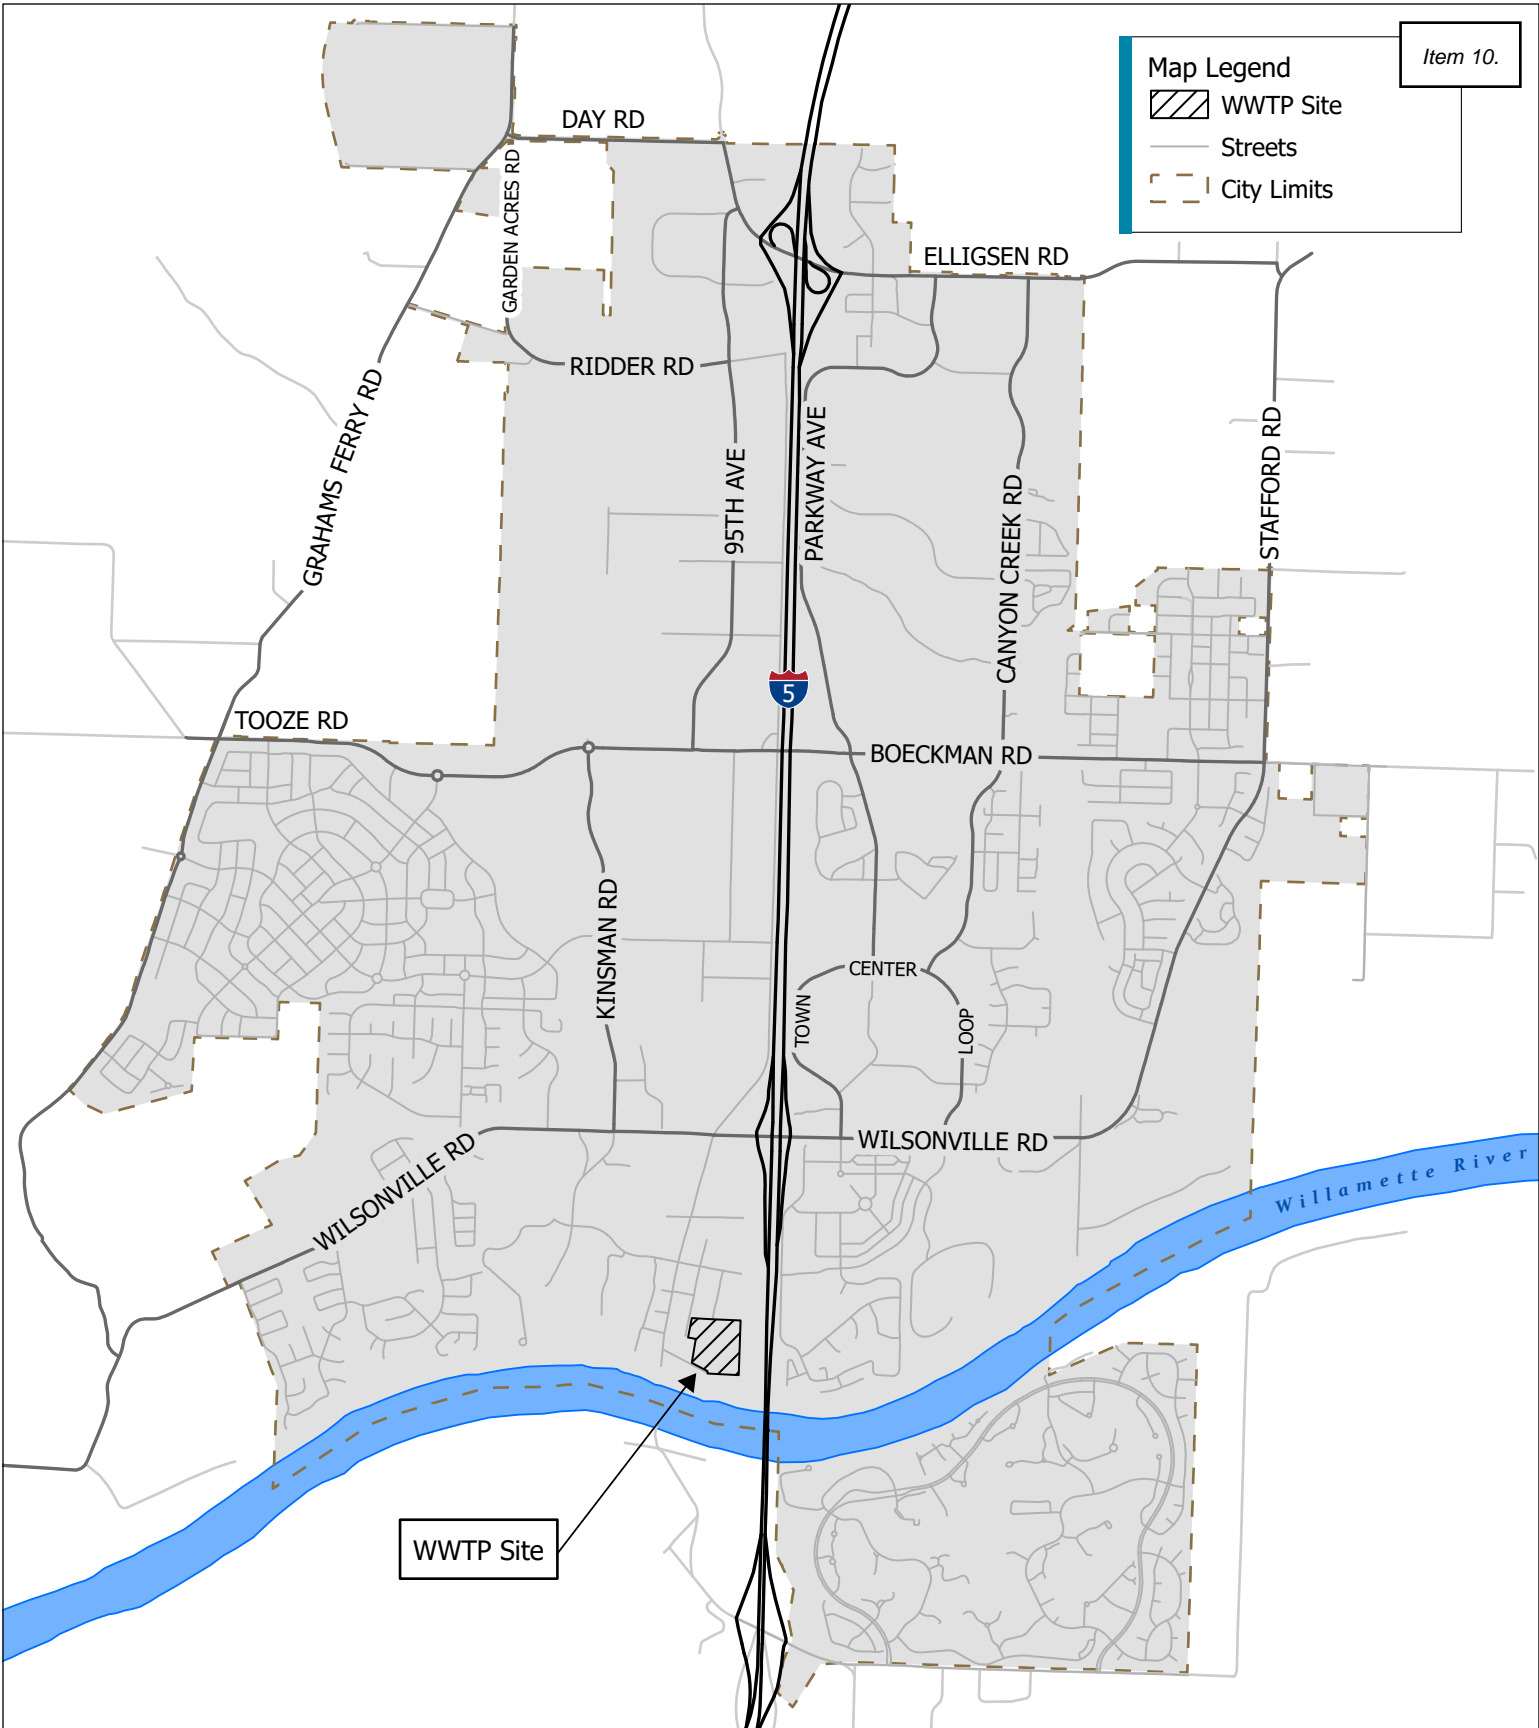 Item 10.
Map Legend
WWTP Site
Streets
City Limits
DAY RD
GARDEN ACRES RD
ELLIGSEN RD
RIDDER RD
GRAHAMS FERRY RD
95TH AVE
PARKWAY AVE
CANYON CREEK RD
STAFFORD RD
5
TOOZE RD
BOECKMAN RD
KINSMAN RD
CENTER
TOWN
LOOP
WILSONVILLE RD
WILSONVILLE RD
Willamette River
WWTP Site